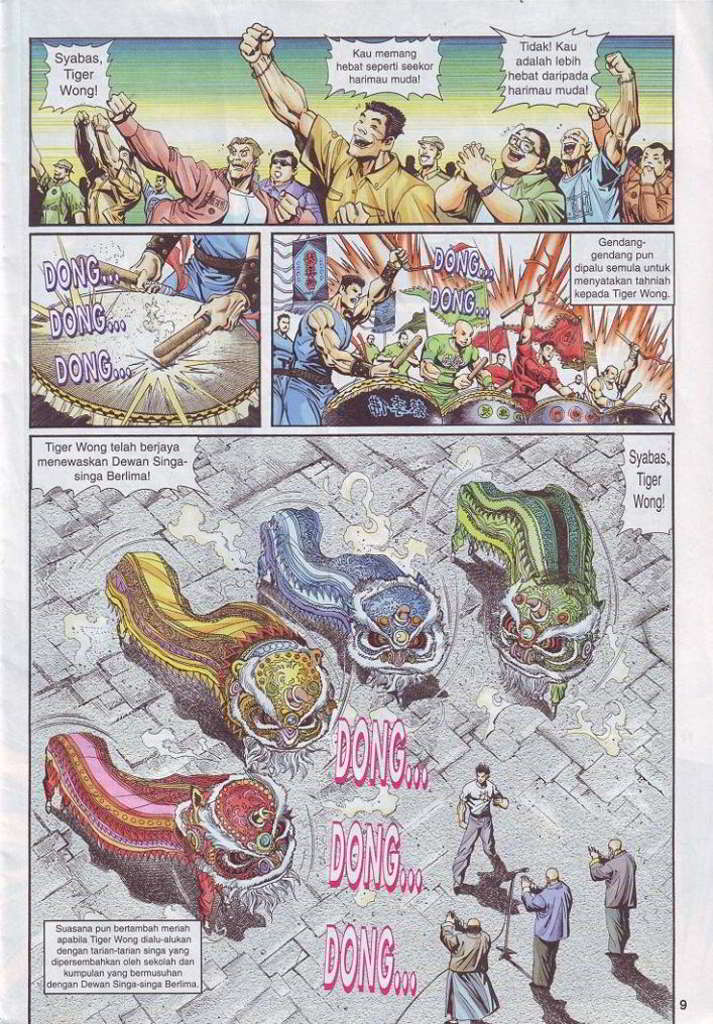 Syabas,
Tiger
Wong!
Kau memang
hebat seperti seekor
harimau muda!
Tidak! Kau
adalah lebih
hebat daripada
harimau muda!
DONG...
DONG...
DONG...
DONG...
DONG...
Gendang-
gendang pun
dipalu semula untuk
menyatakan tahniah
kepada Tiger Wong.
Tiger Wong telah berjaya
menewaskan Dewan Singa-
singa Berlima!
Syabas,
Tiger
Wong!
DONG...
DONG...
DONG...
Suasana pun bertambah meriah
apabila Tiger Wong dialu-alukan
dengan tarian-tarian singa yang
dipersembahkan oleh sekolah dan
kumpulan yang bermusuhan
dengan Dewan Singa-singa Berlima.
9